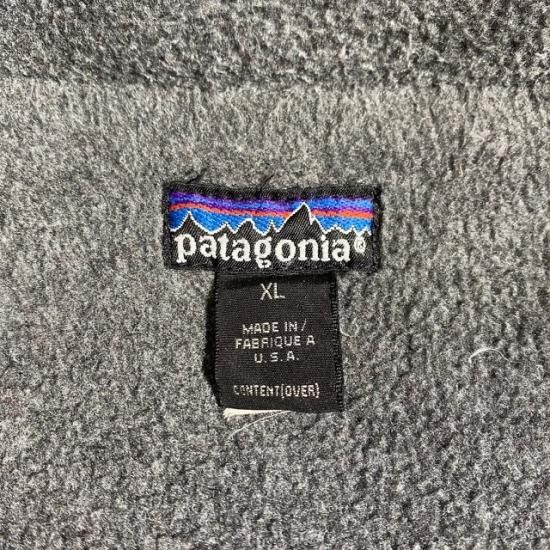 patagonia®
XL
MADE IN/
FABRIQUE A
U.S.A.
CONTENT(OVER)